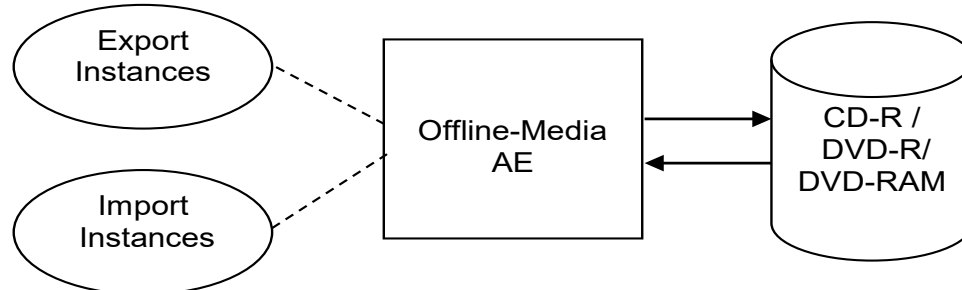 Export
Instances
Import
Instances
Offline-Media
AE
CD-R /
DVD-R/
DVD-RAM